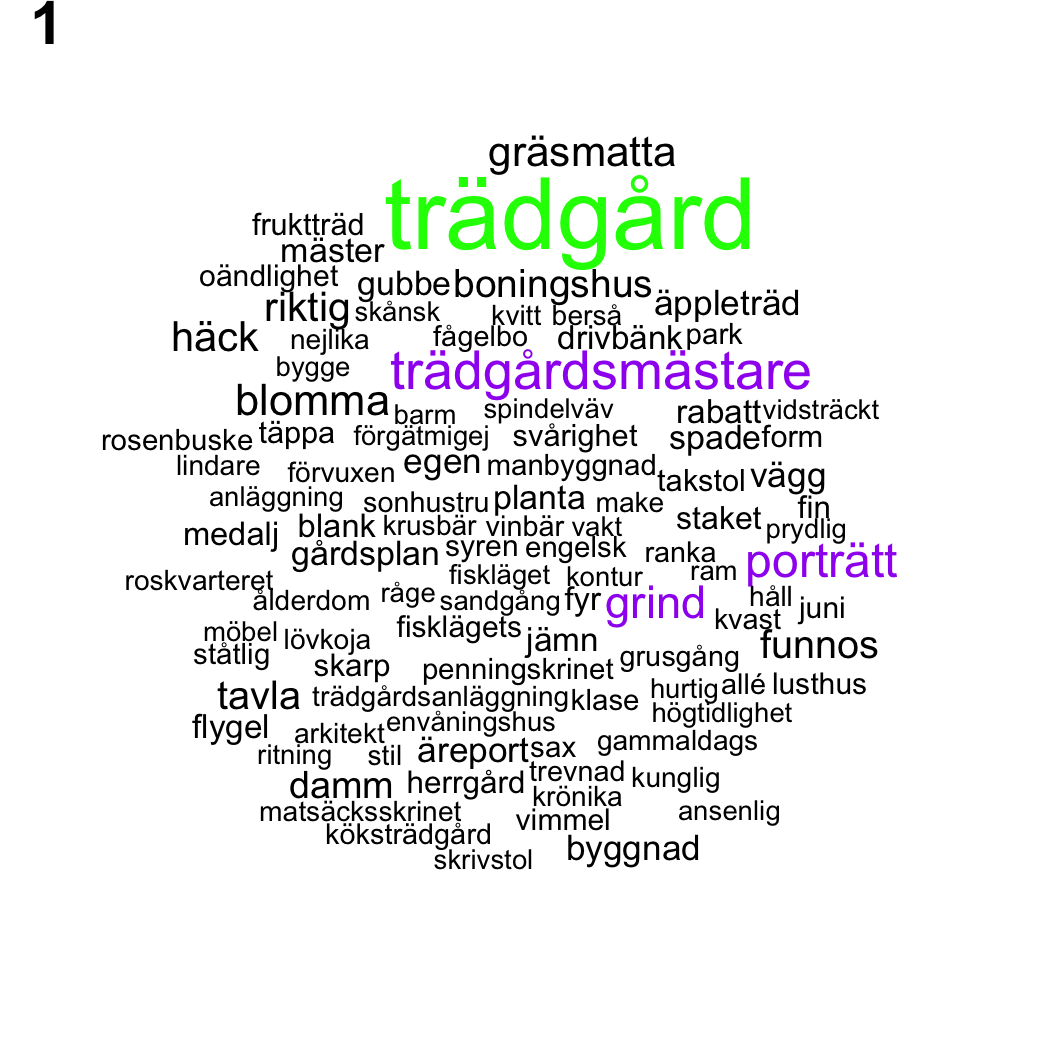 1
gräsmatta
trädgård
fruktträd
mäster
oändlighet gubbe boningshus
riktig skånsk kvitt berså äppleträd
häck nejlika fågelbo drivbänk park
bygge trädgårdsmästare
blomma barm spindelväv rabatt vidsträckt
rosenbuske täppa förgätmigej svårighet spade form
lindare förvuxen egen manbyggnad takstol vägg
anläggning sonhustru planta make staket fin
medalj blank krusbär vinbär vakt prydlig
gårdsplan syren engelsk ranka porträtt
roskvarteret fiskläget kontur ram
ålderdom råge sandgång fyr grind håll juni
möbel lövkoja fisklägets jämn kvast funnos
ståtlig skarp penningskrinet grusgång
tavla trädgårdsanläggning klase hurtig allé lusthus
flygel arkitekt envåningshus högtidlighet
ritning stil äreport sax gammaldags
damm herrgård trevnad kunglig
matsäcksskrinet krönika ansenlig
köksträdgård vimmel
skrivstol byggnad